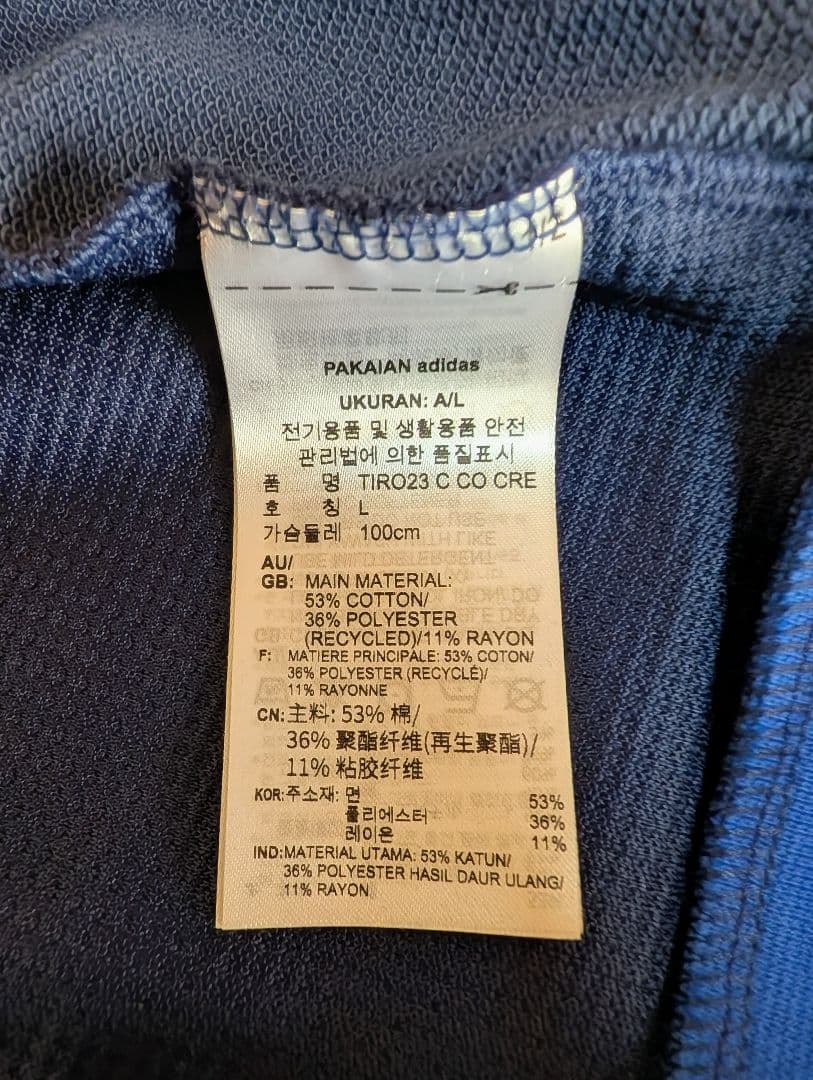 PAKAIAN adidas
UKURAN: A/L
전기용품 및 생활용품 안전
관리법에 의한 품질표시
품 명 TIRO23 C CO CRE
호 칭 L
가슴둘레 100cm
AU/
GB: MAIN MATERIAL:
53% COTTON/
36% POLYESTER
(RECYCLED)/11% RAYON
F: MATIERE PRINCIPALE: 53% COTON/
36% POLYESTER (RECYCLÉ)/
11% RAYONNE
CN: 主料: 53% 棉/
36% 聚酯纤维(再生聚酯)/
11% 粘胶纤维
KOR: 주소재: 면 53%
폴리에스터 36%
레이온 11%
IND: MATERIAL UTAMA: 53% KATUN/
36% POLYESTER HASIL DAUR ULANG/
11% RAYON